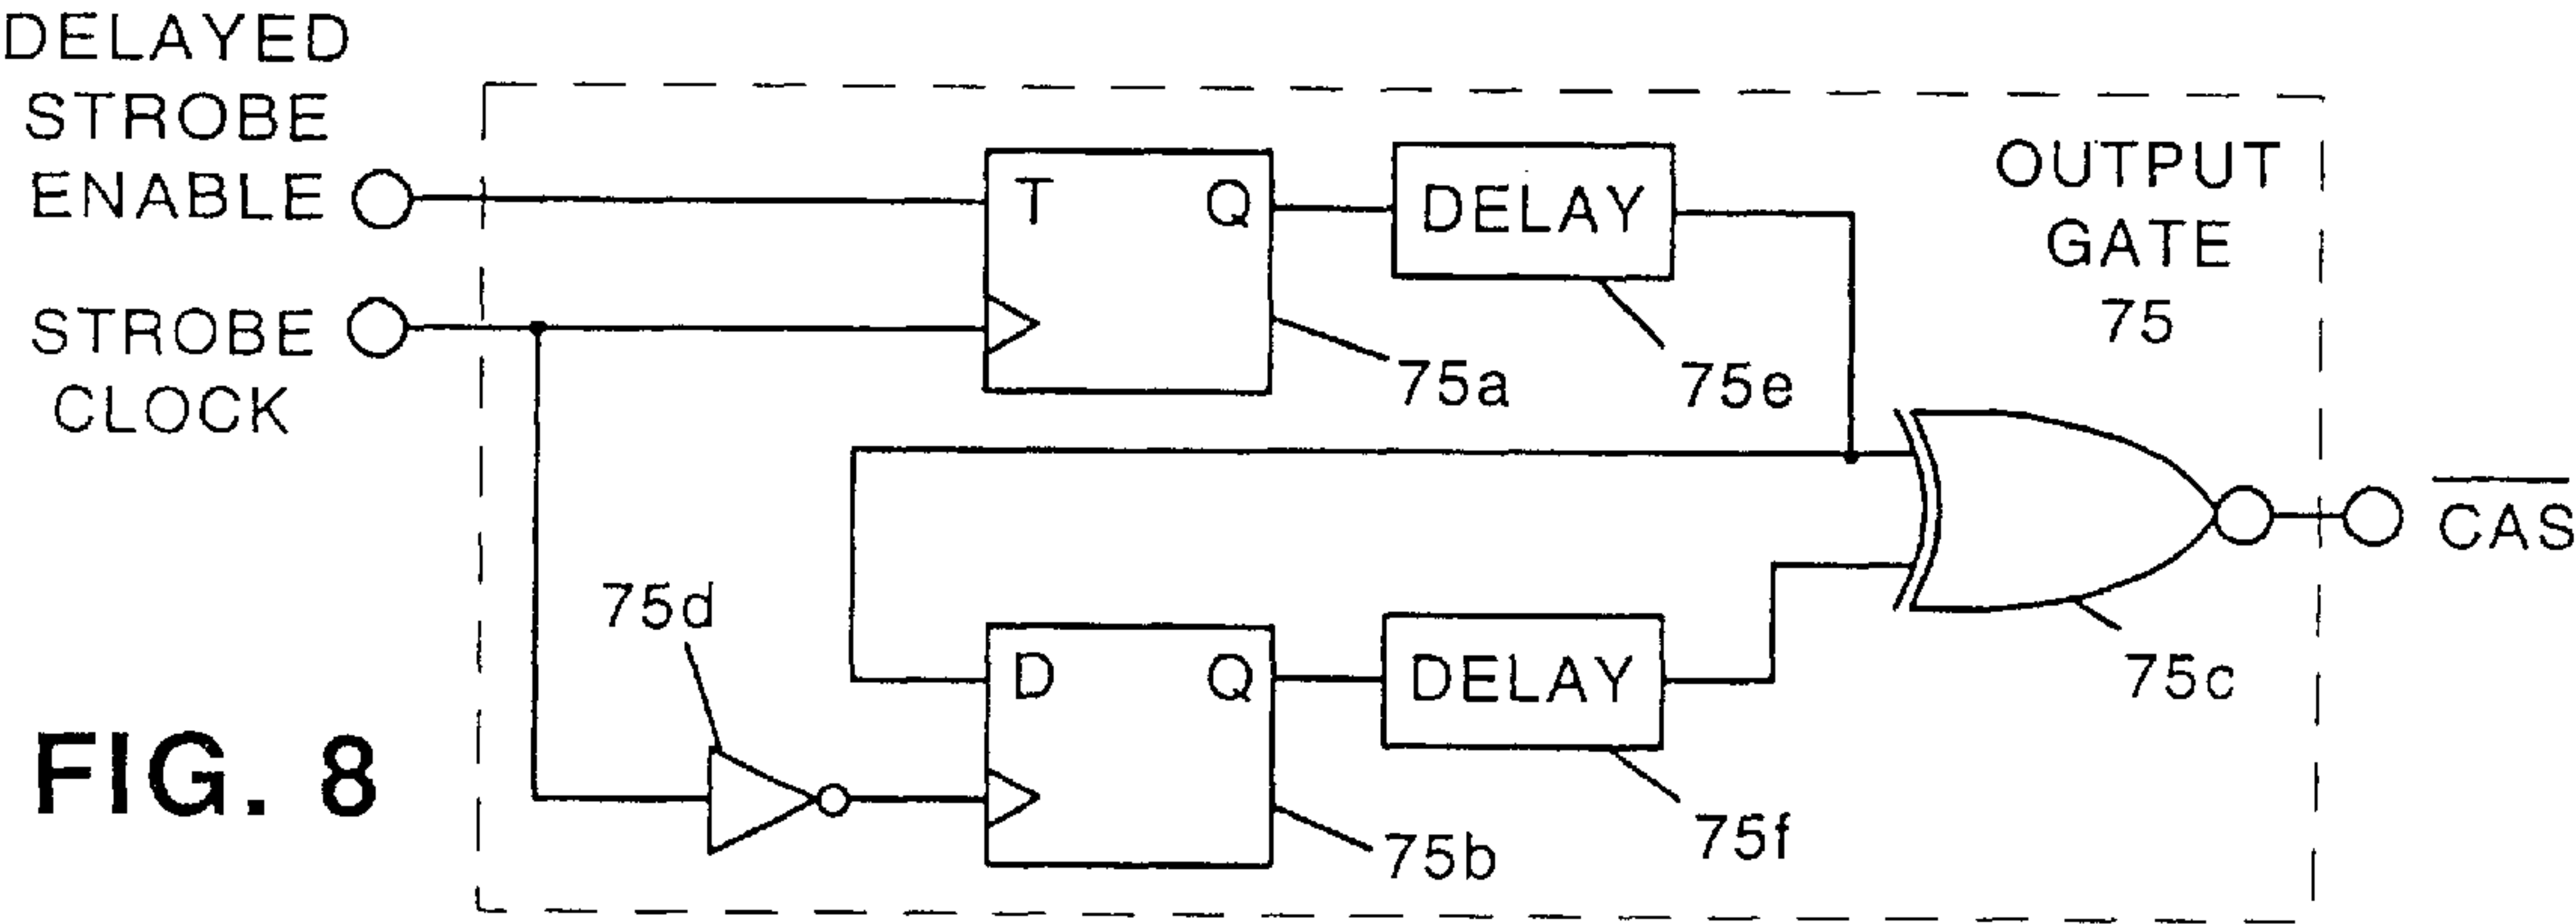 DELAYED
STROBE
ENABLE
STROBE
CLOCK
T
Q
DELAY
75a
75e
OUTPUT
GATE
75
75d
D
Q
DELAY
75b
75f
75c
CAS
FIG. 8